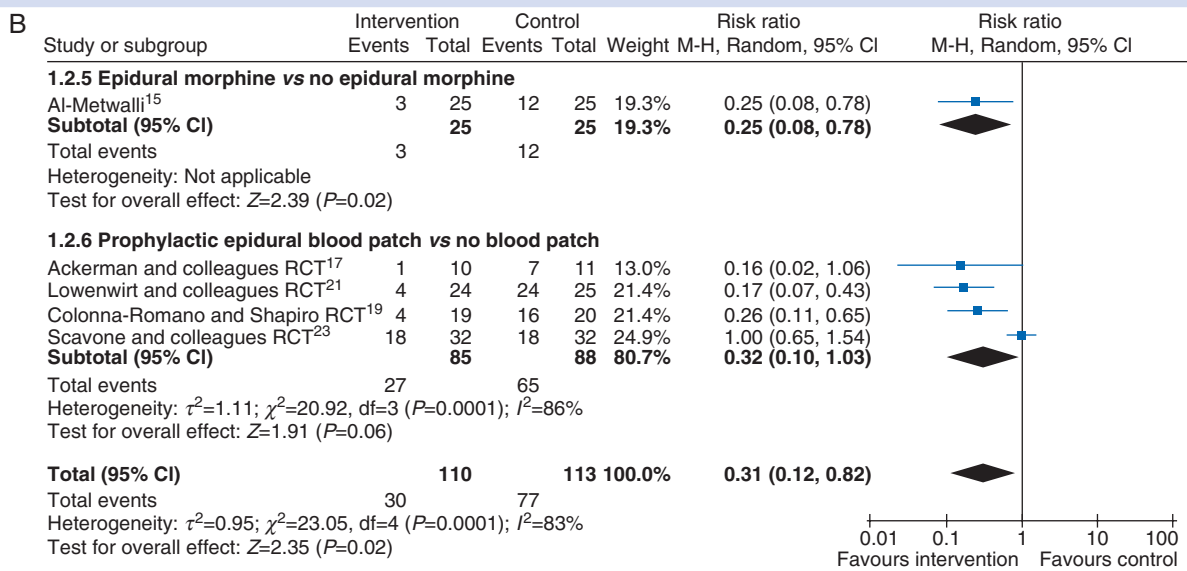 B
Intervention Control Risk ratio Risk ratio
Study or subgroup Events Total Events Total Weight M-H, Random, 95% CI M-H, Random, 95% CI
1.2.5 Epidural morphine vs no epidural morphine
Al-Metwalli15 3 25 12 25 19.3% 0.25 (0.08, 0.78)
Subtotal (95% CI) 25 25 19.3% 0.25 (0.08, 0.78)
Total events 3 12
Heterogeneity: Not applicable
Test for overall effect: Z=2.39 (P=0.02)
1.2.6 Prophylactic epidural blood patch vs no blood patch
Ackerman and colleagues RCT17 1 10 7 11 13.0% 0.16 (0.02, 1.06)
Lowenwirt and colleagues RCT21 4 24 24 25 21.4% 0.17 (0.07, 0.43)
Colonna-Romano and Shapiro RCT19 4 19 16 20 21.4% 0.26 (0.11, 0.65)
Scavone and colleagues RCT23 18 32 18 32 24.9% 1.00 (0.65, 1.54)
Subtotal (95% CI) 85 88 80.7% 0.32 (0.10, 1.03)
Total events 27 65
Heterogeneity: τ2=1.11; χ2=20.92, df=3 (P=0.0001); I2=86%
Test for overall effect: Z=1.91 (P=0.06)
Total (95% CI) 110 113 100.0% 0.31 (0.12, 0.82)
Total events 30 77
Heterogeneity: τ2=0.95; χ2=23.05, df=4 (P=0.0001); I2=83%
Test for overall effect: Z=2.35 (P=0.02)
0.01 0.1 1 10 100
Favours intervention Favours control